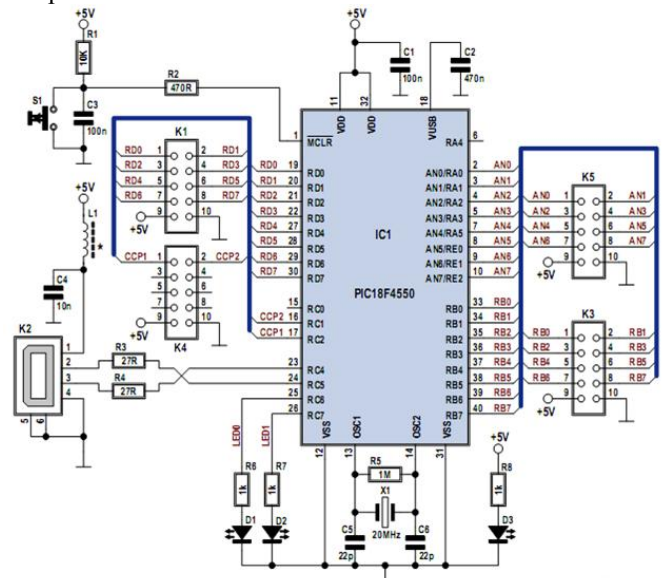 +5V
R1
10K
S1
C3
100n
R2
470R
+5V
C1
100n
C2
470n
+5V
L1
*
C4
10n
K2
1
2
3
4
5 6
R3
27R
R4
27R
K1
RD0 1 2 RD1
RD2 3 4 RD3
RD4 5 6 RD5
RD6 7 8 RD7
9 10
+5V
CCP1 1 2 CCP2
3 4
5 6
7 8
9 10
+5V
K4
11 32 18
VDD VDD VUSB
1 MCLR RA4 6
RD0 19 RD0
RD1 20 RD1
RD2 21 RD2
RD3 22 RD3
RD4 27 RD4
RD5 28 RD5
RD6 29 RD6
RD7 30 RD7
15 RC0
CCP2 16 RC1
CCP1 17 RC2
23 RC4
24 RC5
25 RC6
26 RC7
IC1
PIC18F4550
AN0/RA0 2 AN0
AN1/RA1 3 AN1
AN2/RA2 4 AN2
AN3/RA3 5 AN3
AN4/RA5 7 AN4
AN5/RE0 8 AN5
AN6/RE1 9 AN6
AN7/RE2 10 AN7
RB0 33 RB0
RB1 34 RB1
RB2 35 RB2
RB3 36 RB3
RB4 37 RB4
RB5 38 RB5
RB6 39 RB6
RB7 40 RB7
VSS OSC1 OSC2 VSS
12 13 14 31
K5
AN0 1 2 AN1
AN2 3 4 AN3
AN4 5 6 AN5
AN6 7 8 AN7
9 10
+5V
K3
RB0 1 2 RB1
RB2 3 4 RB3
RB4 5 6 RB5
RB6 7 8 RB7
9 10
+5V
LED0
LED1
R6
1k
R7
1k
D1
D2
R5
1M
X1
20MHz
C5
22p
C6
22p
+5V
R8
1k
D3